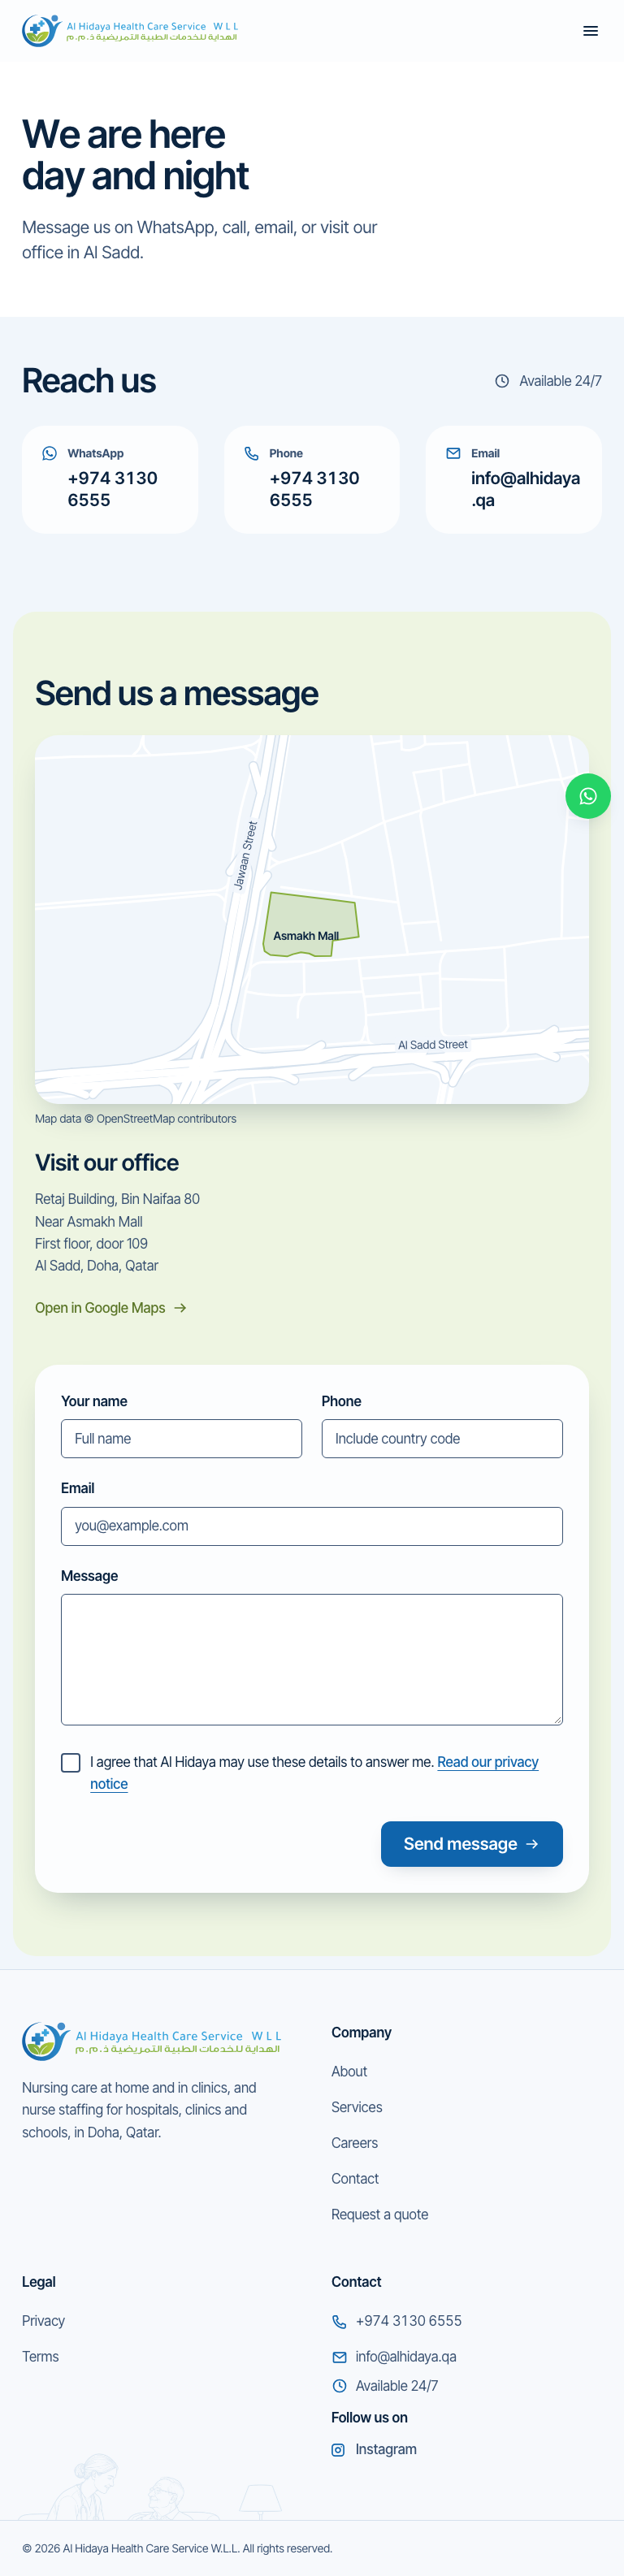 Al Hidaya Health Care Service W L L
الهداية للخدمات الطبية التمريضية ذ.م.م
We are here
day and night
Message us on WhatsApp, call, email, or visit our
office in Al Sadd.
Reach us
Available 24/7
WhatsApp
+974 3130
6555
Phone
+974 3130
6555
Email
info@alhidaya
.qa
Send us a message
Jawaan Street
Asmakh Mall
Al Sadd Street
Map data © OpenStreetMap contributors
Visit our office
Retaj Building, Bin Naifaa 80
Near Asmakh Mall
First floor, door 109
Al Sadd, Doha, Qatar
Open in Google Maps →
Your name
Phone
Full name
Include country code
Email
you@example.com
Message
I agree that Al Hidaya may use these details to answer me. Read our privacy
notice
Send message →
Al Hidaya Health Care Service W L L
الهداية للخدمات الطبية التمريضية ذ.م.م
Nursing care at home and in clinics, and
nurse staffing for hospitals, clinics and
schools, in Doha, Qatar.
Company
About
Services
Careers
Contact
Request a quote
Legal
Privacy
Terms
Contact
+974 3130 6555
info@alhidaya.qa
Available 24/7
Follow us on
Instagram
© 2026 Al Hidaya Health Care Service W.L.L. All rights reserved.